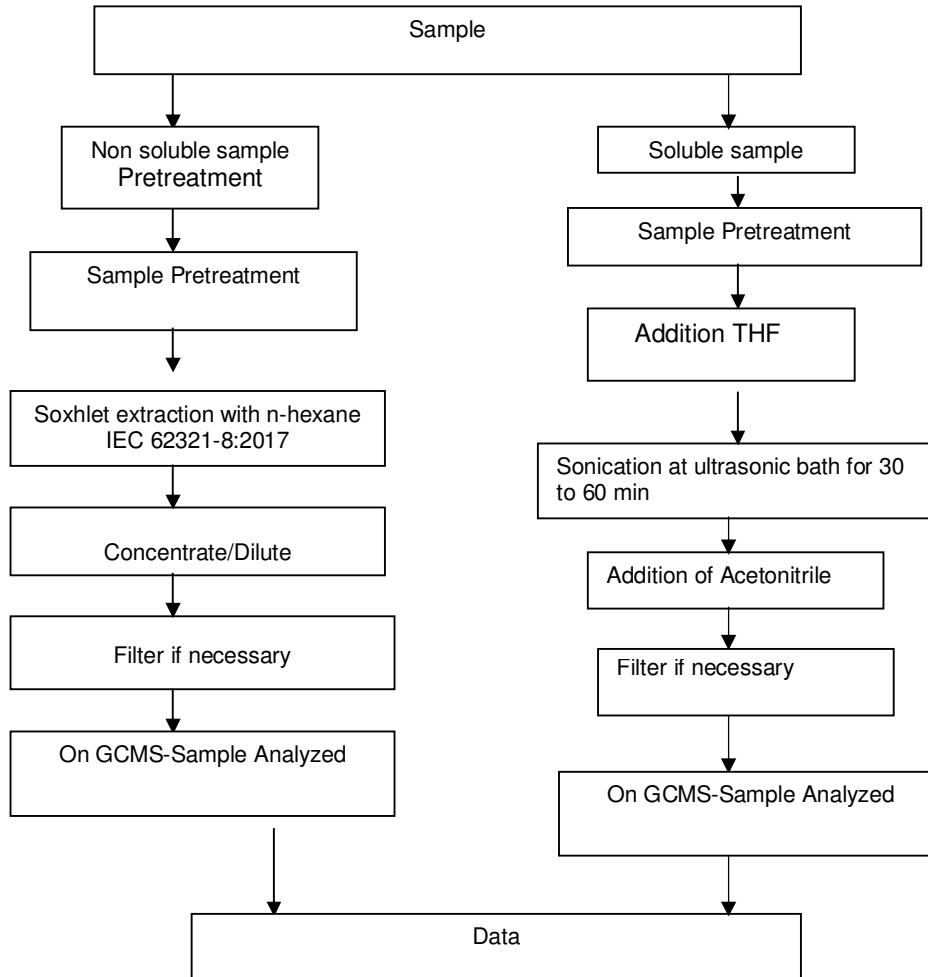 Sample
Non soluble sample
Pretreatment
Sample Pretreatment
Soxhlet extraction with n-hexane
IEC 62321-8:2017
Concentrate/Dilute
Filter if necessary
On GCMS-Sample Analyzed
Soluble sample
Sample Pretreatment
Addition THF
Sonication at ultrasonic bath for 30
to 60 min
Addition of Acetonitrile
Filter if necessary
On GCMS-Sample Analyzed
Data